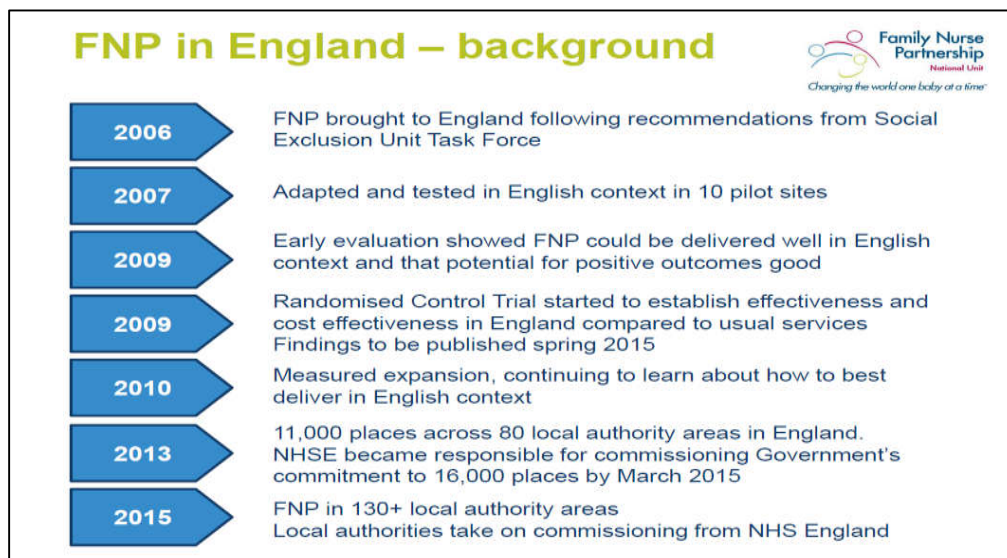 FNP in England – background
Family Nurse
Partnership
National Unit
Changing the world one baby at a time
2006
FNP brought to England following recommendations from Social
Exclusion Unit Task Force
2007
Adapted and tested in English context in 10 pilot sites
2009
Early evaluation showed FNP could be delivered well in English
context and that potential for positive outcomes good
2009
Randomised Control Trial started to establish effectiveness and
cost effectiveness in England compared to usual services
Findings to be published spring 2015
2010
Measured expansion, continuing to learn about how to best
deliver in English context
2013
11,000 places across 80 local authority areas in England.
NHSE became responsible for commissioning Government's
commitment to 16,000 places by March 2015
2015
FNP in 130+ local authority areas
Local authorities take on commissioning from NHS England